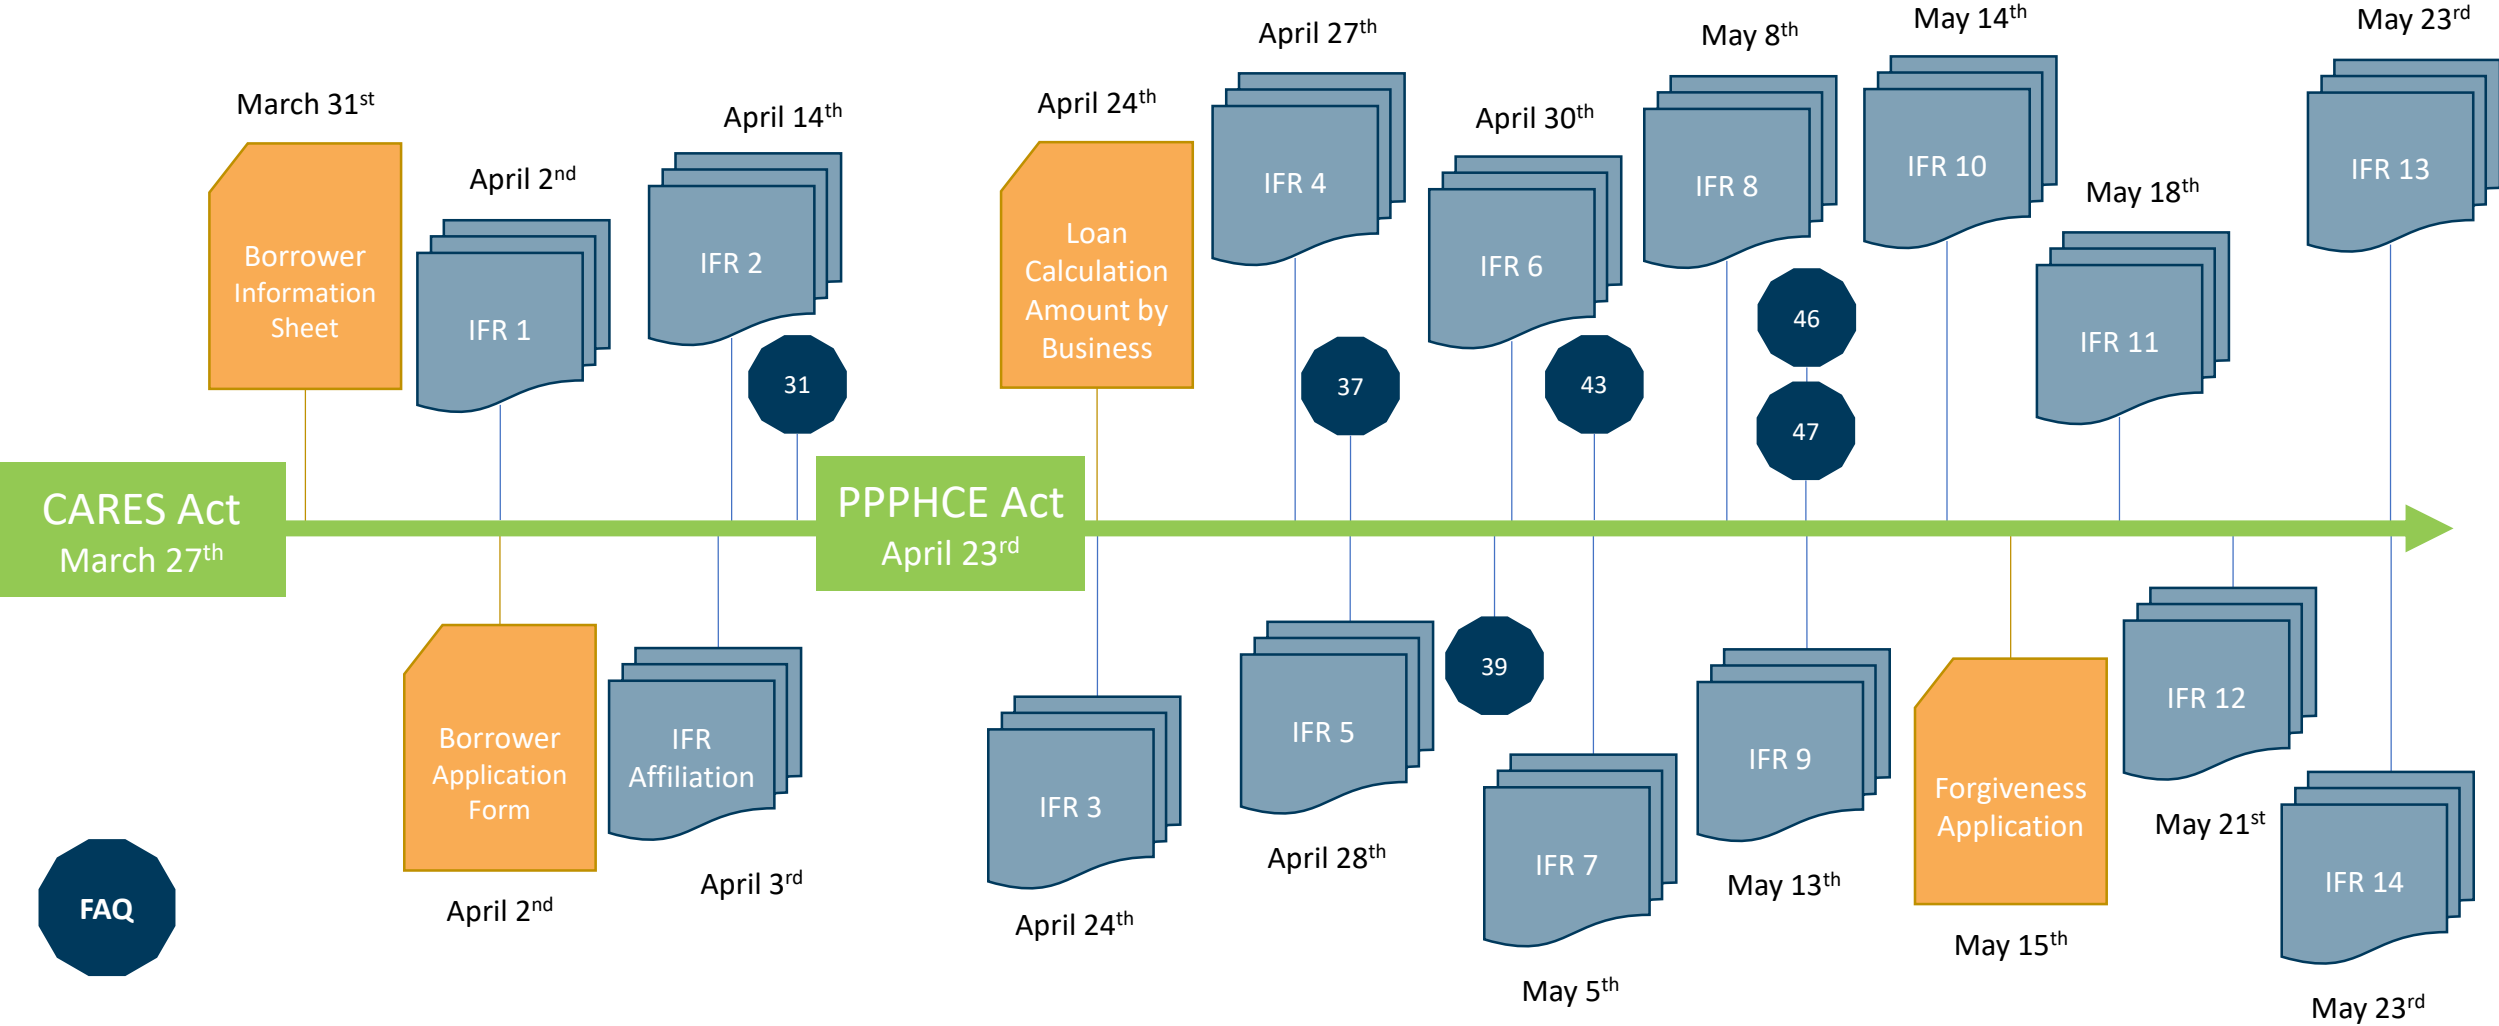 March 31st
Borrower
Information
Sheet
April 2nd
IFR 1
April 14th
IFR 2
31
April 24th
Loan
Calculation
Amount by
Business
April 27th
IFR 4
37
April 30th
IFR 6
43
May 8th
IFR 8
46
47
May 14th
IFR 10
May 18th
IFR 11
May 23rd
IFR 13
CARES Act
March 27th
PPPHCE Act
April 23rd
Borrower
Application
Form
April 2nd
IFR
Affiliation
April 3rd
IFR 3
April 24th
IFR 5
April 28th
39
IFR 7
May 5th
IFR 9
May 13th
Forgiveness
Application
May 15th
IFR 12
May 21st
IFR 14
May 23rd
FAQ